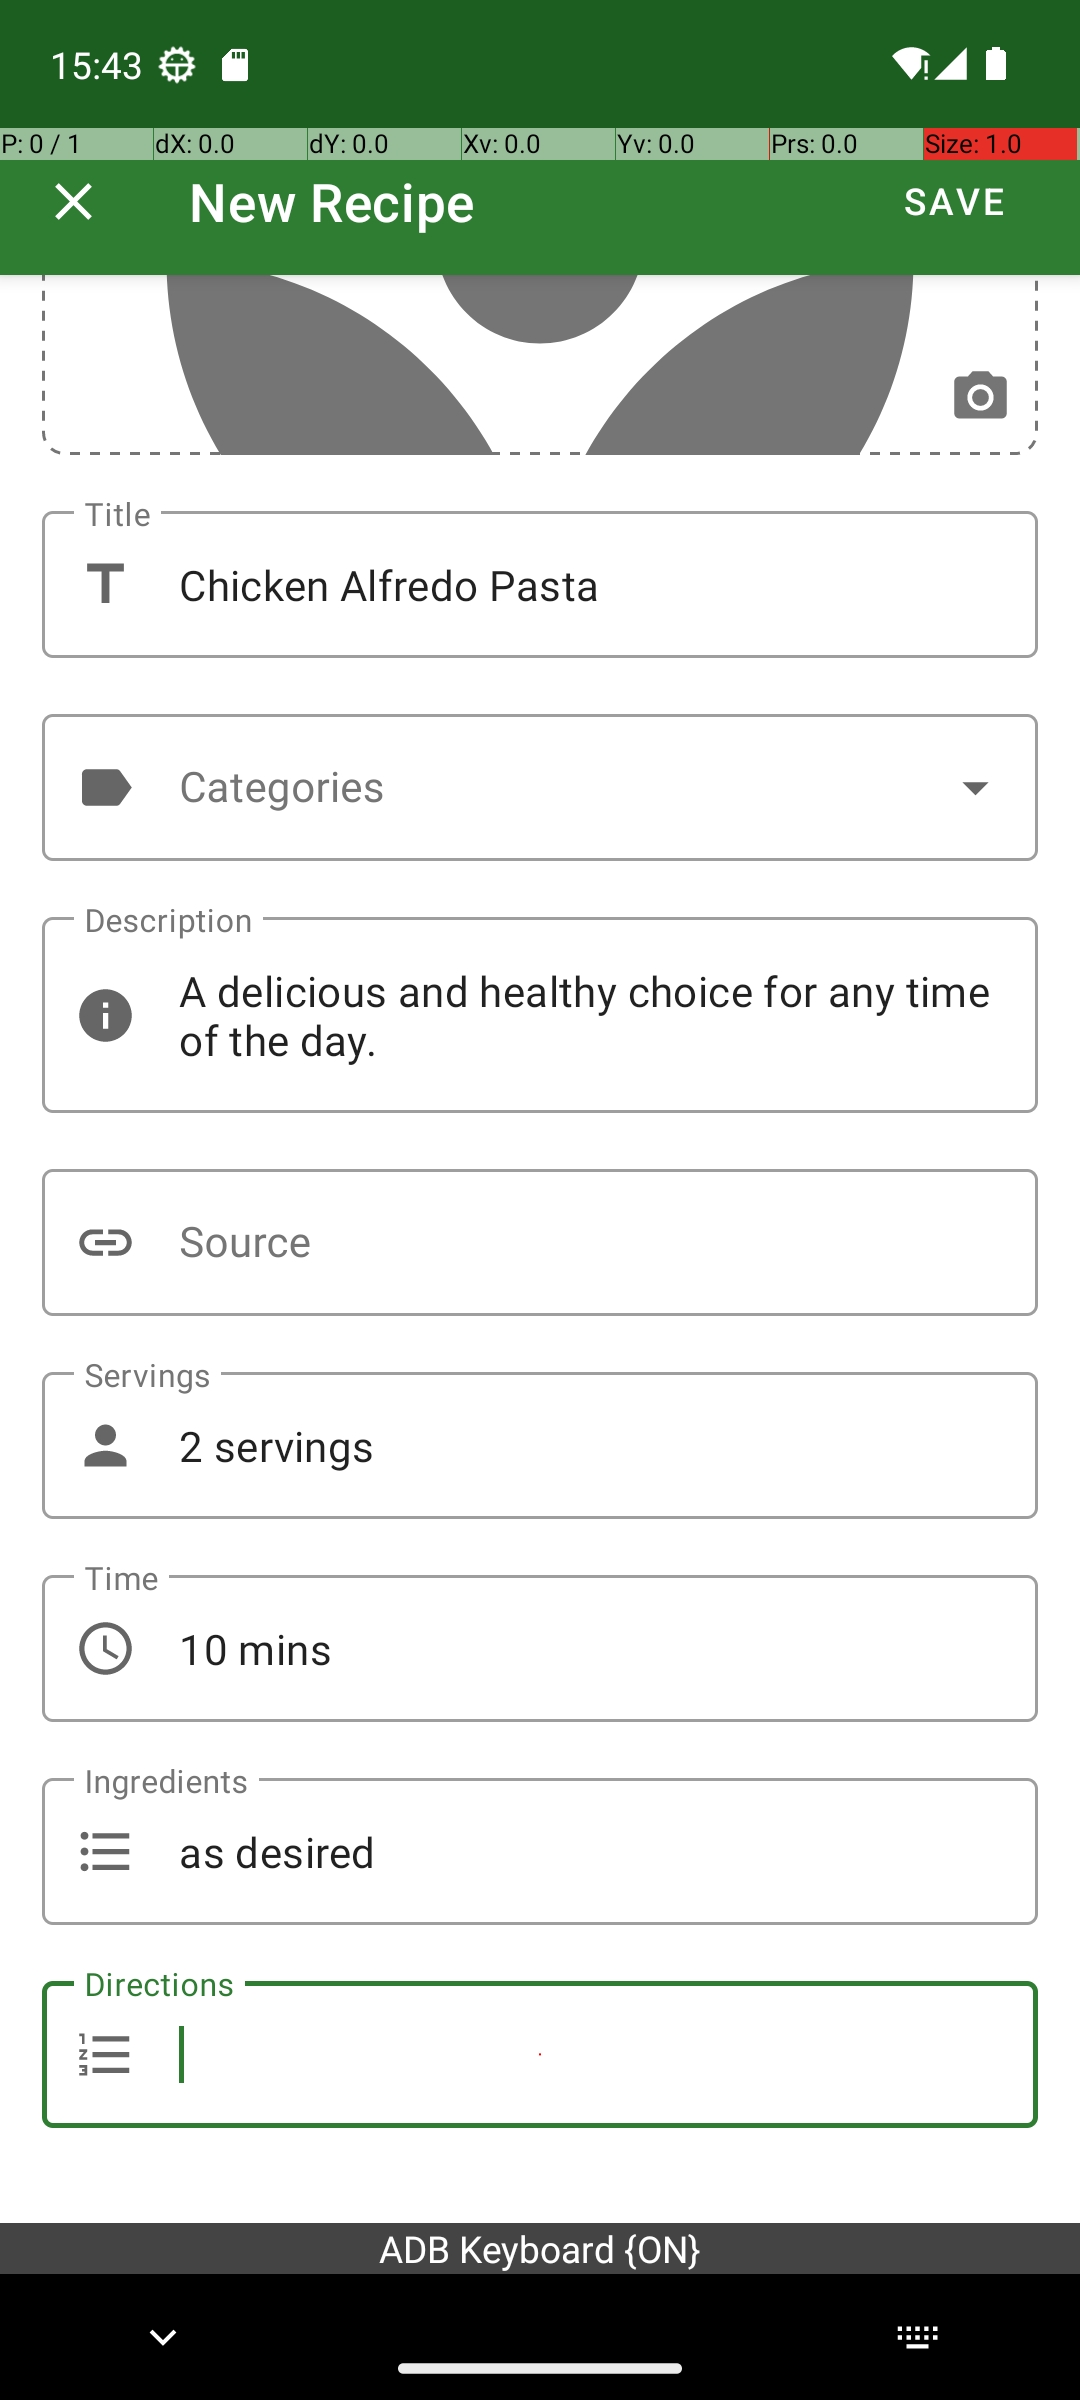 15:43
P: 0 / 1 dX: 0.0 dY: 0.0 Xv: 0.0 Yv: 0.0 Prs: 0.0 Size: 1.0
New Recipe SAVE
Title
Chicken Alfredo Pasta
Categories
Description
A delicious and healthy choice for any time
of the day.
Source
Servings
2 servings
Time
10 mins
Ingredients
as desired
Directions
ADB Keyboard {ON}